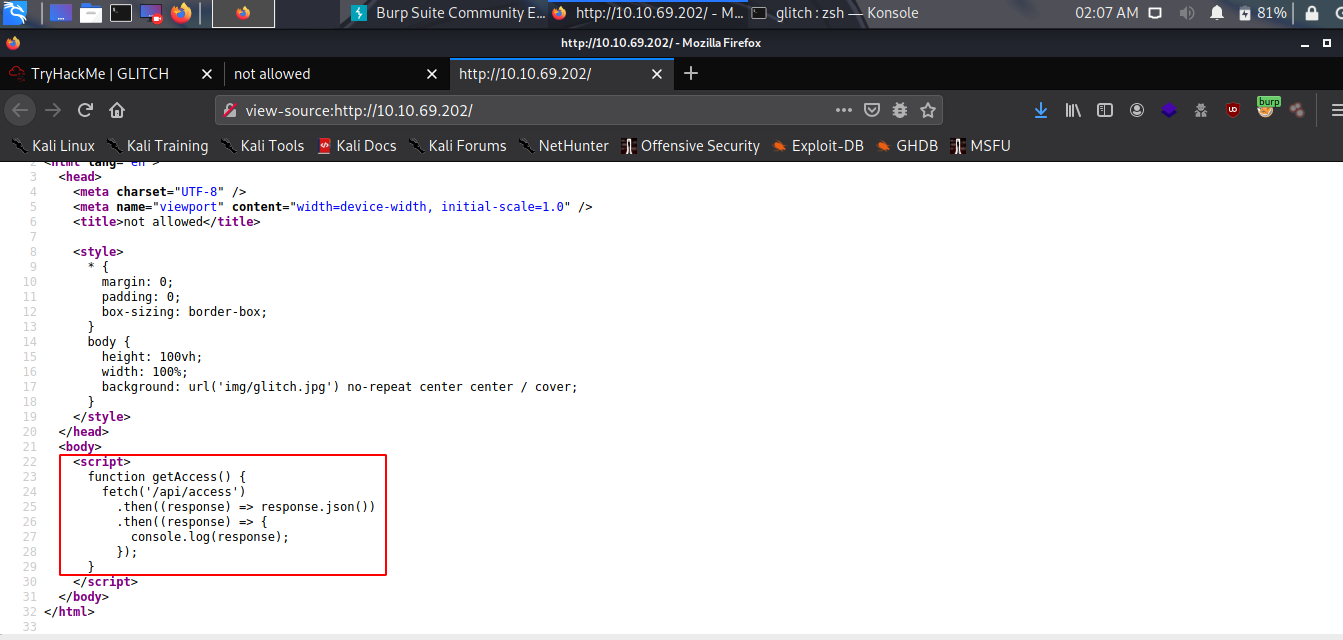 Burp Suite Community E...
http://10.10.69.202/ - M...
glitch : zsh — Konsole
02:07 AM
81%
http://10.10.69.202/ - Mozilla Firefox
TryHackMe | GLITCH
not allowed
http://10.10.69.202/
view-source:http://10.10.69.202/
burp
Kali Linux
Kali Training
Kali Tools
Kali Docs
Kali Forums
NetHunter
Offensive Security
Exploit-DB
GHDB
MSFU
2 <html lang="en">
3 <head>
4 <meta charset="UTF-8" />
5 <meta name="viewport" content="width=device-width, initial-scale=1.0" />
6 <title>not allowed</title>
7
8 <style>
9 * {
10 margin: 0;
11 padding: 0;
12 box-sizing: border-box;
13 }
14 body {
15 height: 100vh;
16 width: 100%;
17 background: url('img/glitch.jpg') no-repeat center center / cover;
18 }
19 </style>
20 </head>
21 <body>
22 <script>
23 function getAccess() {
24 fetch('/api/access')
25 .then((response) => response.json())
26 .then((response) => {
27 console.log(response);
28 });
29 }
30 </script>
31 </body>
32 </html>
33